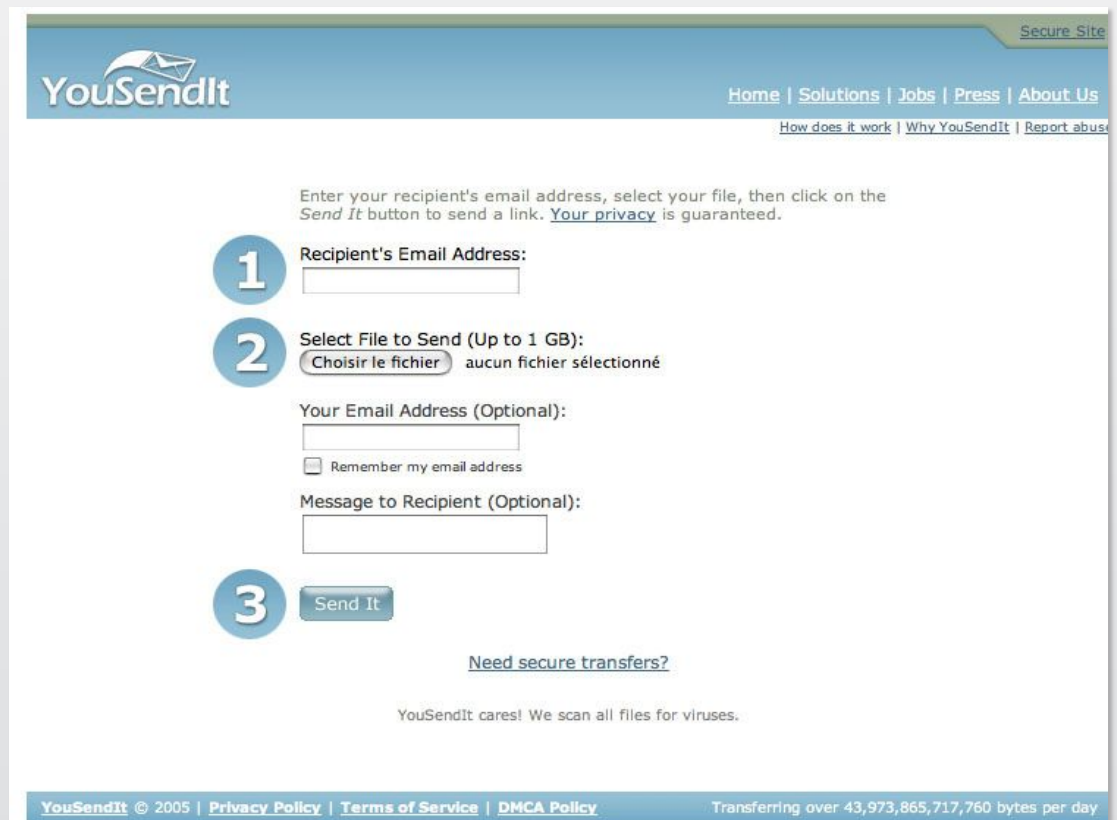 Secure Site
YouSendIt
Home | Solutions | Jobs | Press | About Us
How does it work | Why YouSendIt | Report abuse
Enter your recipient's email address, select your file, then click on the
Send It button to send a link. Your privacy is guaranteed.
1
Recipient's Email Address:
2
Select File to Send (Up to 1 GB):
Choisir le fichier aucun fichier sélectionné
Your Email Address (Optional):
Remember my email address
Message to Recipient (Optional):
3
Send It
Need secure transfers?
YouSendIt cares! We scan all files for viruses.
YouSendIt © 2005 | Privacy Policy | Terms of Service | DMCA Policy Transferring over 43,973,865,717,760 bytes per day